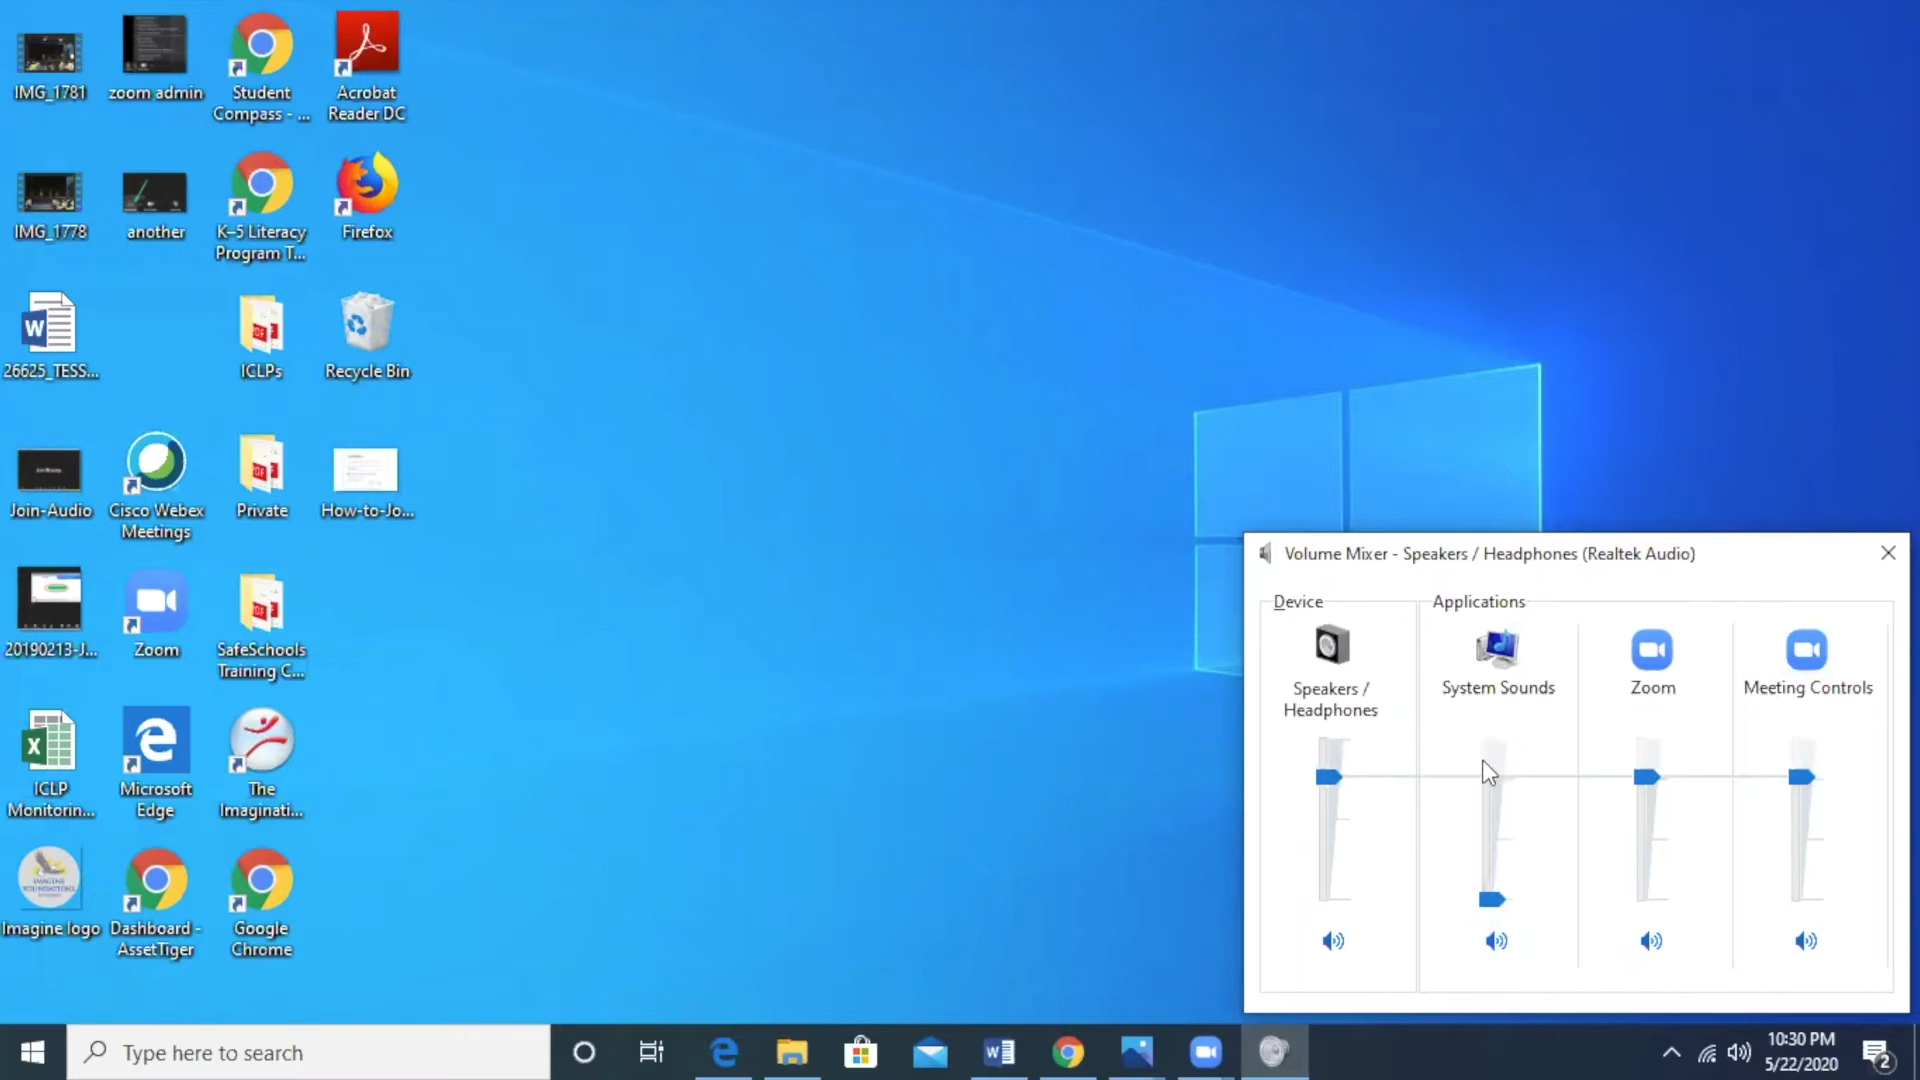 IMG_1781
zoom admin
Student
Compass - ...
Acrobat
Reader DC
IMG_1778
another
K–5 Literacy
Program T...
Firefox
26625_TESS...
ICLPs
Recycle Bin
Join-Audio
Cisco Webex
Meetings
Private
How-to-Jo...
20190213-J...
Zoom
SafeSchools
Training C...
ICLP
Monitorin...
Microsoft
Edge
The
Imaginati...
Imagine logo
Dashboard -
AssetTiger
Google
Chrome
Volume Mixer - Speakers / Headphones (Realtek Audio)
Device
Applications
Speakers /
Headphones
System Sounds
Zoom
Meeting Controls
Type here to search
10:30 PM
5/22/2020
2